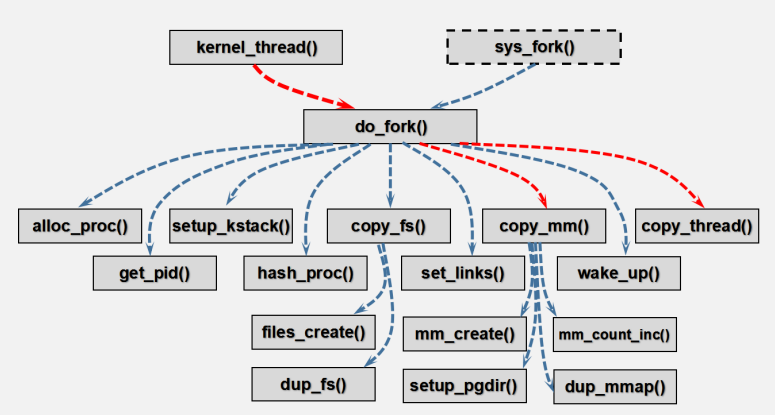 kernel_thread()
sys_fork()
do_fork()
alloc_proc()
setup_kstack()
copy_fs()
copy_mm()
copy_thread()
get_pid()
hash_proc()
set_links()
wake_up()
files_create()
mm_create()
mm_count_inc()
dup_fs()
setup_pgdir()
dup_mmap()